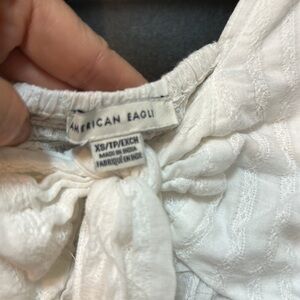 AMERICAN EAGL
XS/TP/EXCH
MADE IN INDIA
FABRIQUÉ EN INDE